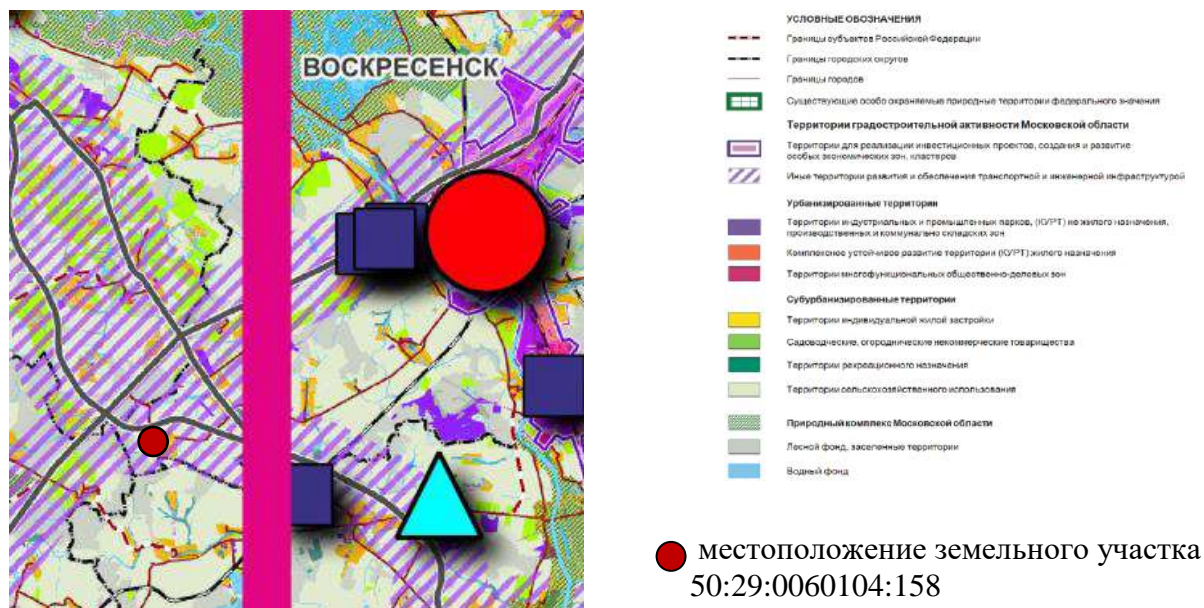 ВОСКРЕСЕНСК
УСЛОВНЫЕ ОБОЗНАЧЕНИЯ
Границы субъектов Российской Федерации
Границы городских округов
Границы городов
Существующие особо охраняемые природные территории федерального значения
Территории градостроительной активности Московской области
Территории для реализации инвестиционных проектов, создания и развитие
особых экономических зон, кластеров
Иные территории развития и обеспечения транспортной и инженерной инфраструктурой
Урбанизированные территории
Территории индустриальных и промышленных парков, (КУРТ) не жилого назначения,
производственных и коммунально складских зон
Комплексное устойчивое развитие территории (КУРТ) жилого назначения
Территории многофункциональных общественно-деловых зон
Субурбанизированные территории
Территории индивидуальной жилой застройки
Садоводческие, огороднические некоммерческие товарищества
Территории рекреационного назначения
Территории сельскохозяйственного использования
Природный комплекс Московской области
Лесной фонд, заселенные территории
Водный фонд
местоположение земельного участка
50:29:0060104:158